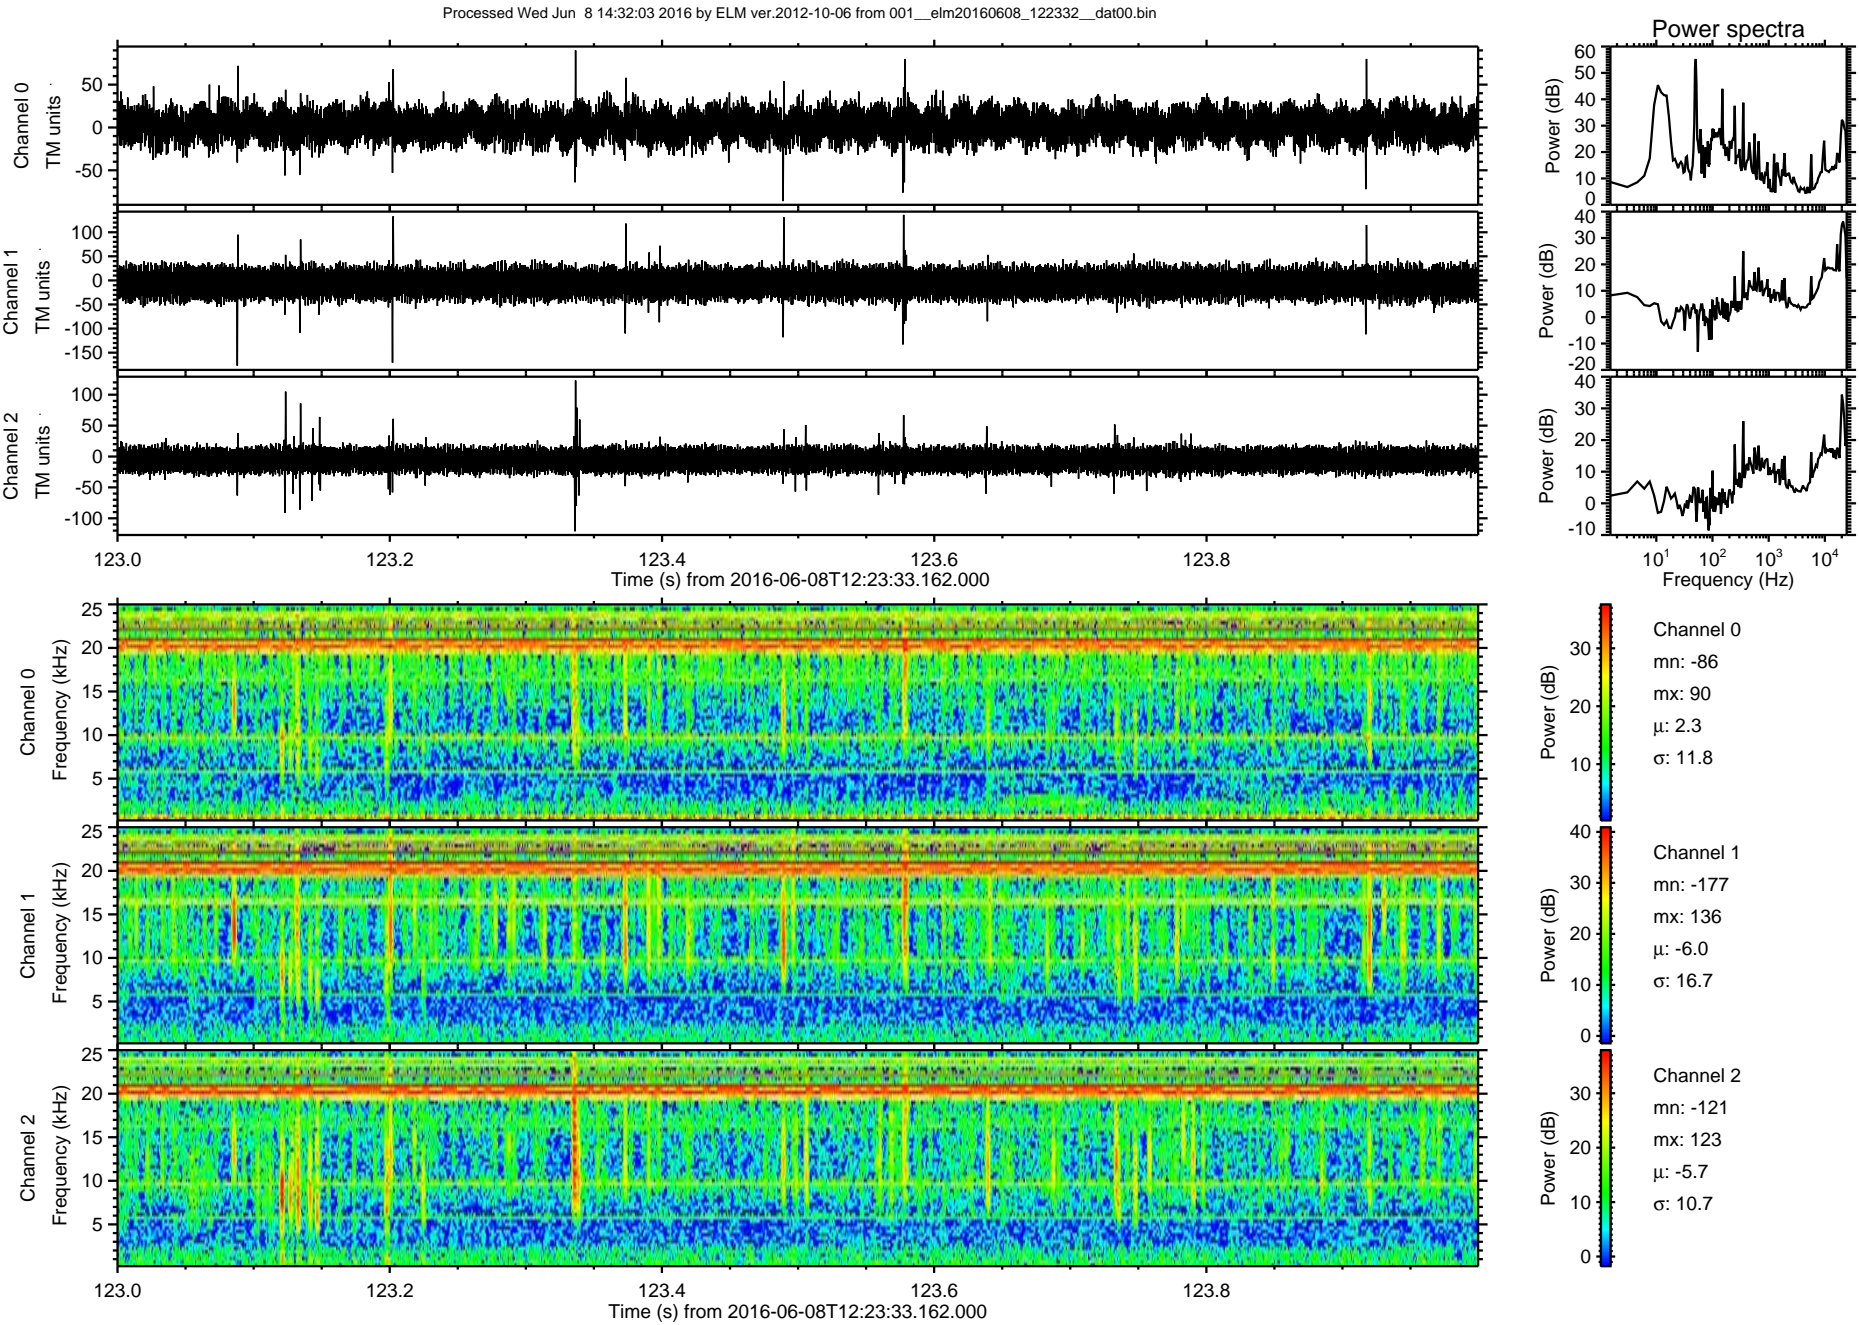 Processed Wed Jun 8 14:32:03 2016 by ELM ver.2012-10-06 from 001__elm20160608_122332__dat00.bin
Power spectra
Channel 0
TM units
50
0
-50
Power (dB)
60
50
40
30
20
10
0
Channel 1
TM units
100
50
0
-50
-100
-150
Power (dB)
40
30
20
10
0
-10
-20
Channel 2
TM units
100
50
0
-50
-100
Power (dB)
40
30
20
10
0
-10
123.0 123.2 123.4 123.6 123.8
Time (s) from 2016-06-08T12:23:33.162.000
10¹ 10² 10³ 10⁴
Frequency (Hz)
Channel 0
Frequency (kHz)
25
20
15
10
5
Power (dB)
30
20
10
Channel 0
mn: -86
mx: 90
μ: 2.3
σ: 11.8
Channel 1
Frequency (kHz)
25
20
15
10
5
Power (dB)
40
30
20
10
0
Channel 1
mn: -177
mx: 136
μ: -6.0
σ: 16.7
Channel 2
Frequency (kHz)
25
20
15
10
5
Power (dB)
30
20
10
0
Channel 2
mn: -121
mx: 123
μ: -5.7
σ: 10.7
123.0 123.2 123.4 123.6 123.8
Time (s) from 2016-06-08T12:23:33.162.000